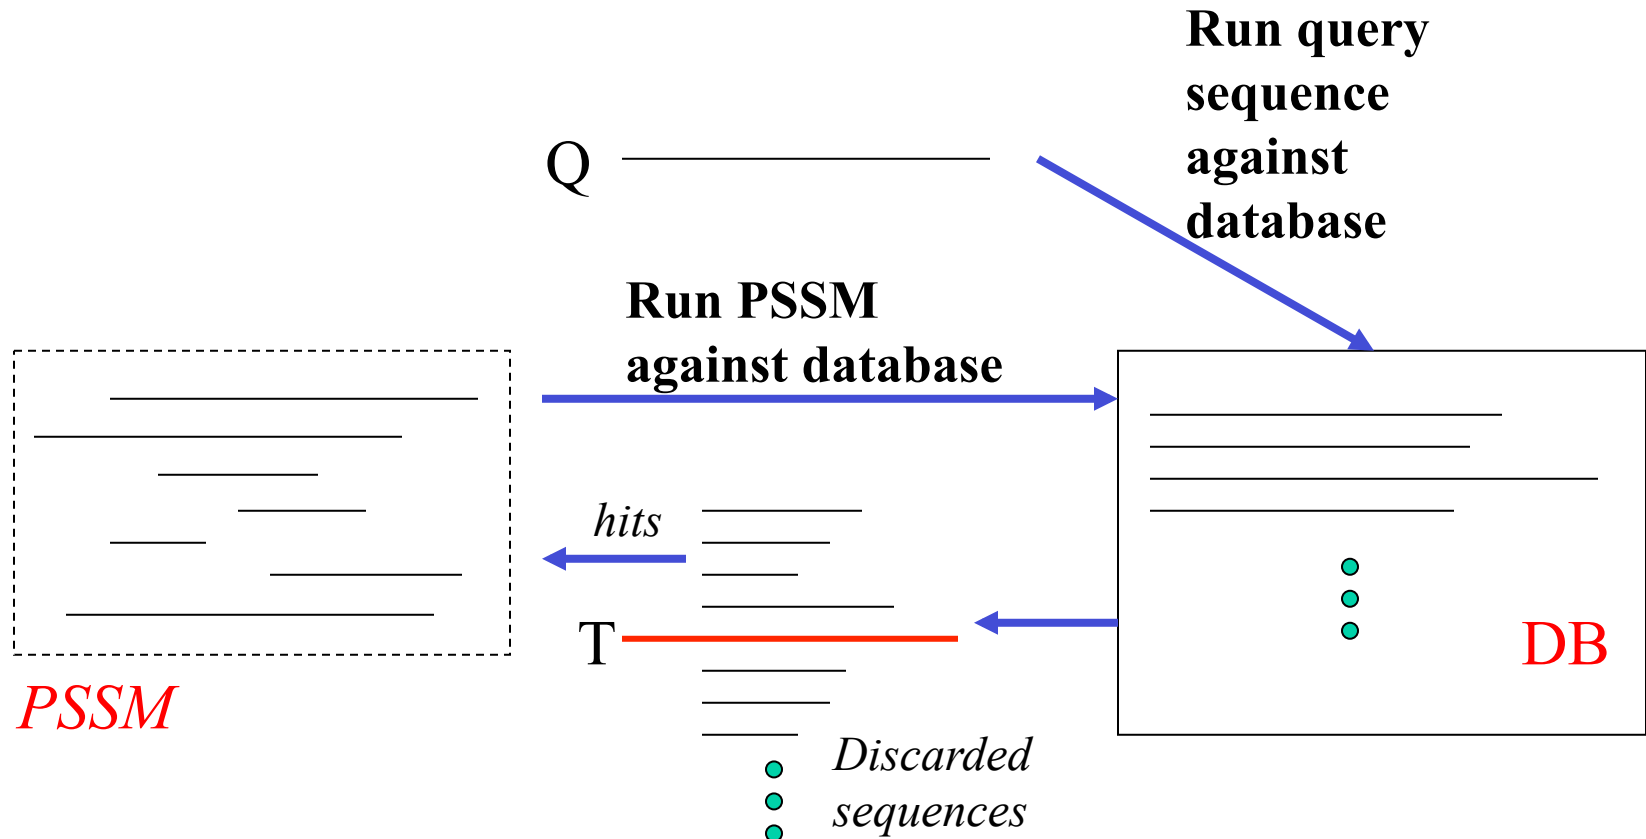 Run query
sequence
against
database
Q
Run PSSM
against database
hits
T
DB
PSSM
Discarded
sequences